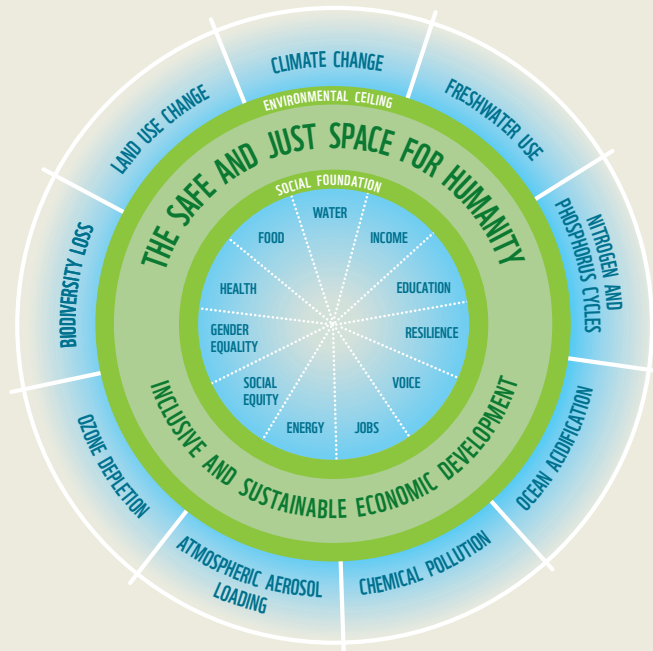 CLIMATE CHANGE
FRESHWATER USE
NITROGEN AND
PHOSPHORUS CYCLES
OCEAN ACIDIFICATION
CHEMICAL POLLUTION
ATMOSPHERIC AEROSOL
LOADING
OZONE DEPLETION
BIODIVERSITY LOSS
LAND USE CHANGE
ENVIRONMENTAL CEILING
THE SAFE AND JUST SPACE FOR HUMANITY
SOCIAL FOUNDATION
WATER
INCOME
EDUCATION
RESILIENCE
VOICE
JOBS
ENERGY
SOCIAL
EQUITY
GENDER
EQUALITY
HEALTH
FOOD
INCLUSIVE AND SUSTAINABLE ECONOMIC DEVELOPMENT